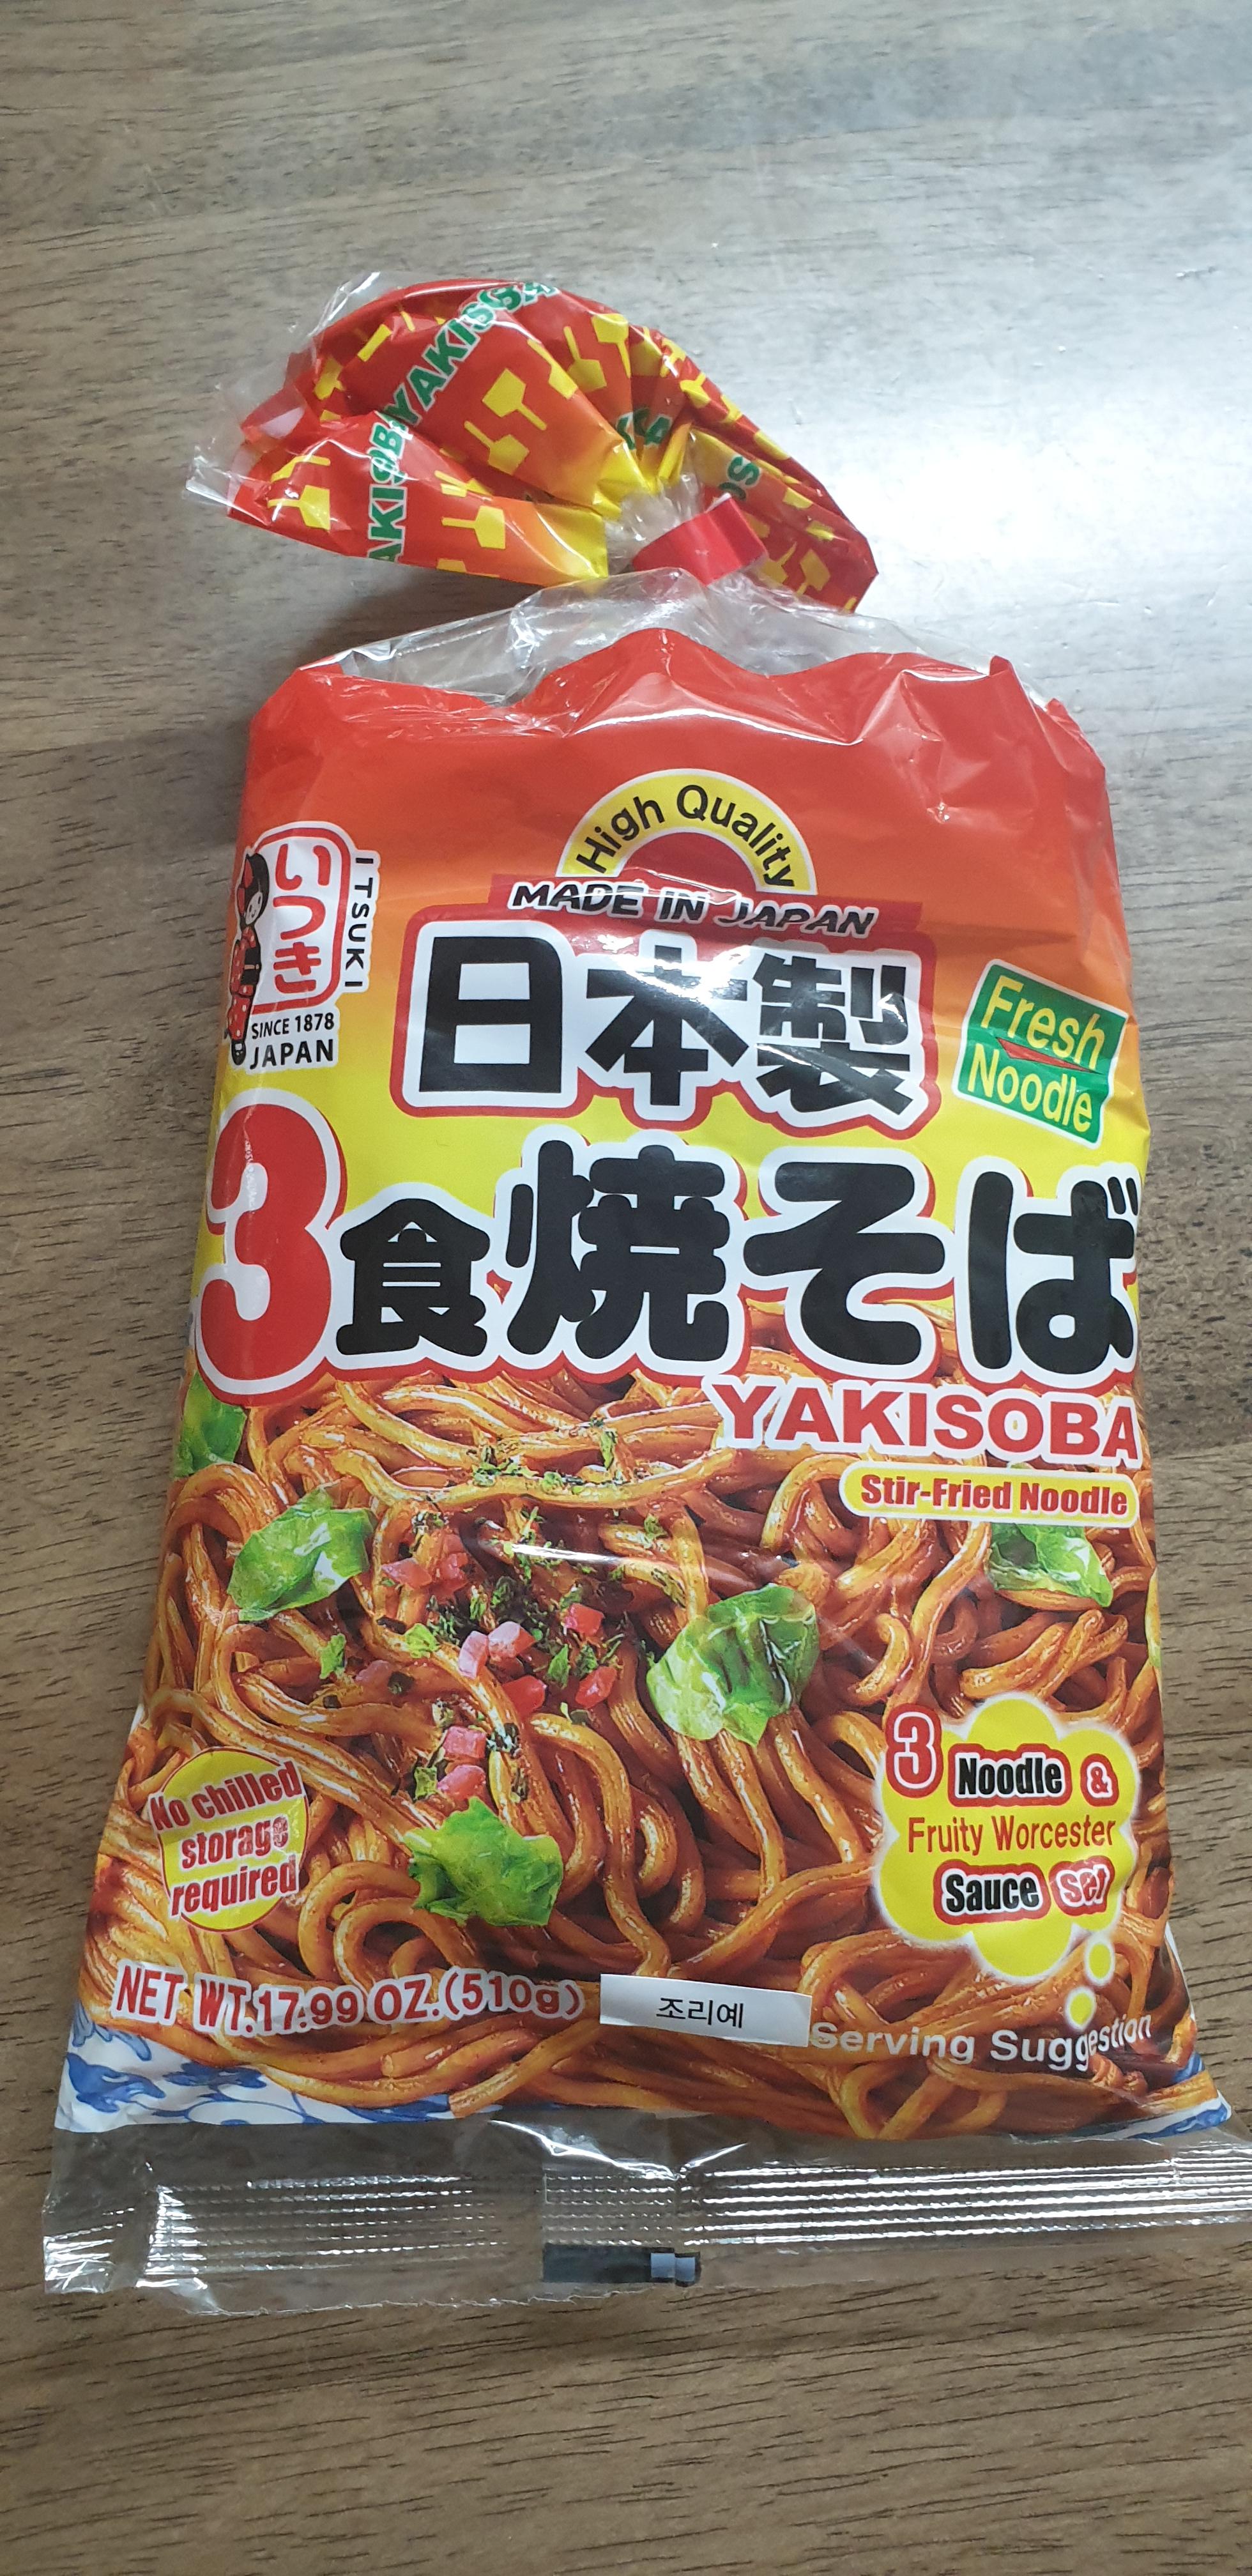 YAKISOBA
High Quality
MADE IN JAPAN
いつき
ITSUKI
SINCE 1878
JAPAN
日本製
Fresh
Noodle
3食焼そば
YAKISOBA
Stir-Fried Noodle
3 Noodle &
Fruity Worcester
Sauce set
No chilled
storage
required
NET WT.17.99 OZ.(510g)
조리예
Serving Suggestion